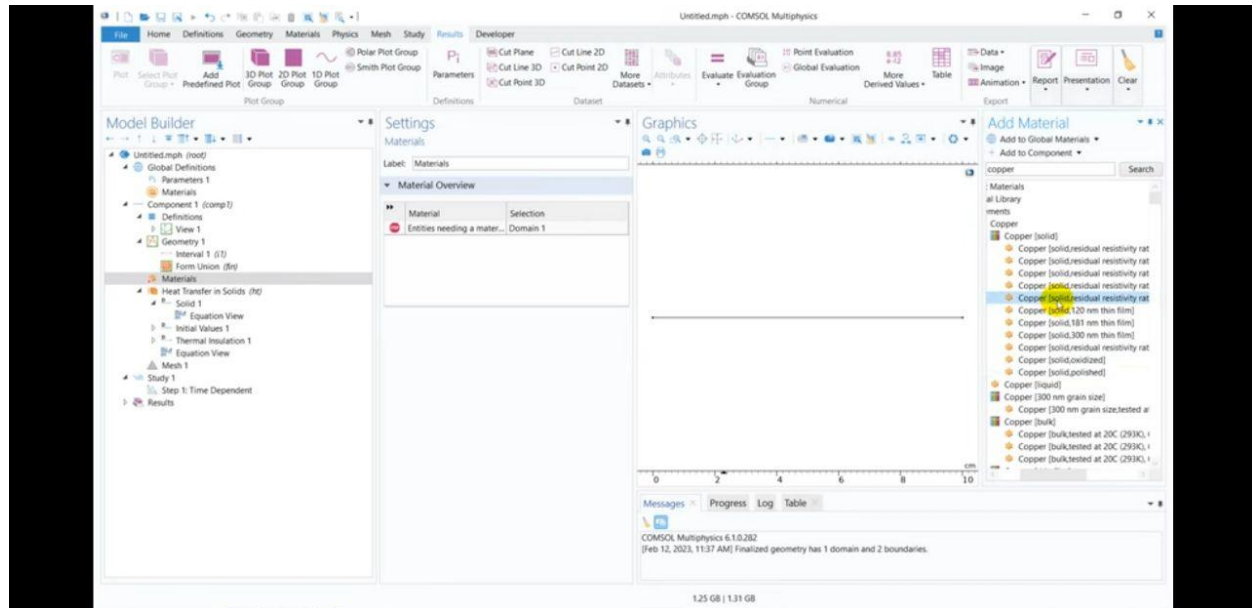 Untitled.mph - COMSOL Multiphysics
File Home Definitions Geometry Materials Physics Mesh Study Results Developer
Plot
Select Plot Group
Add Predefined Plot
3D Plot Group
2D Plot Group
1D Plot Group
Polar Plot Group
Smith Plot Group
Plot Group
Pi
Parameters
Definitions
Cut Plane
Cut Line 3D
Cut Point 3D
Cut Line 2D
Cut Point 2D
More Datasets
Dataset
Attributes
Evaluate
Evaluation Group
Point Evaluation
Global Evaluation
8.85
More Derived Values
Table
Numerical
Data
Image
Animation
Export
Report
Presentation
Clear
Model Builder
Untitled.mph (root)
Global Definitions
Pi Parameters 1
Materials
Component 1 (comp1)
Definitions
View 1
Geometry 1
Interval 1 (i1)
Form Union (fin)
Materials
Heat Transfer in Solids (ht)
Solid 1
Equation View
Initial Values 1
Thermal Insulation 1
Equation View
Mesh 1
Study 1
Step 1: Time Dependent
Results
Settings
Materials
Label: Materials
Material Overview
Material Selection
Entities needing a mater... Domain 1
Graphics
cm
0 2 4 6 8 10
Messages Progress Log Table
COMSOL Multiphysics 6.1.0.282
[Feb 12, 2023, 11:37 AM] Finalized geometry has 1 domain and 2 boundaries.
Add Material
Add to Global Materials
+ Add to Component
copper Search
Materials
al Library
ments
Copper
Copper [solid]
Copper [solid,residual resistivity rat
Copper [solid,residual resistivity rat
Copper [solid,residual resistivity rat
Copper [solid,residual resistivity rat
Copper [solid,residual resistivity rat
Copper [solid,120 nm thin film]
Copper [solid,181 nm thin film]
Copper [solid,300 nm thin film]
Copper [solid,residual resistivity rat
Copper [solid,oxidized]
Copper [solid,polished]
Copper [liquid]
Copper [300 nm grain size]
Copper [300 nm grain size,tested a
Copper [bulk]
Copper [bulk,tested at 20C (293K),
Copper [bulk,tested at 20C (293K),
Copper [bulk,tested at 20C (293K),
1.25 GB | 1.31 GB